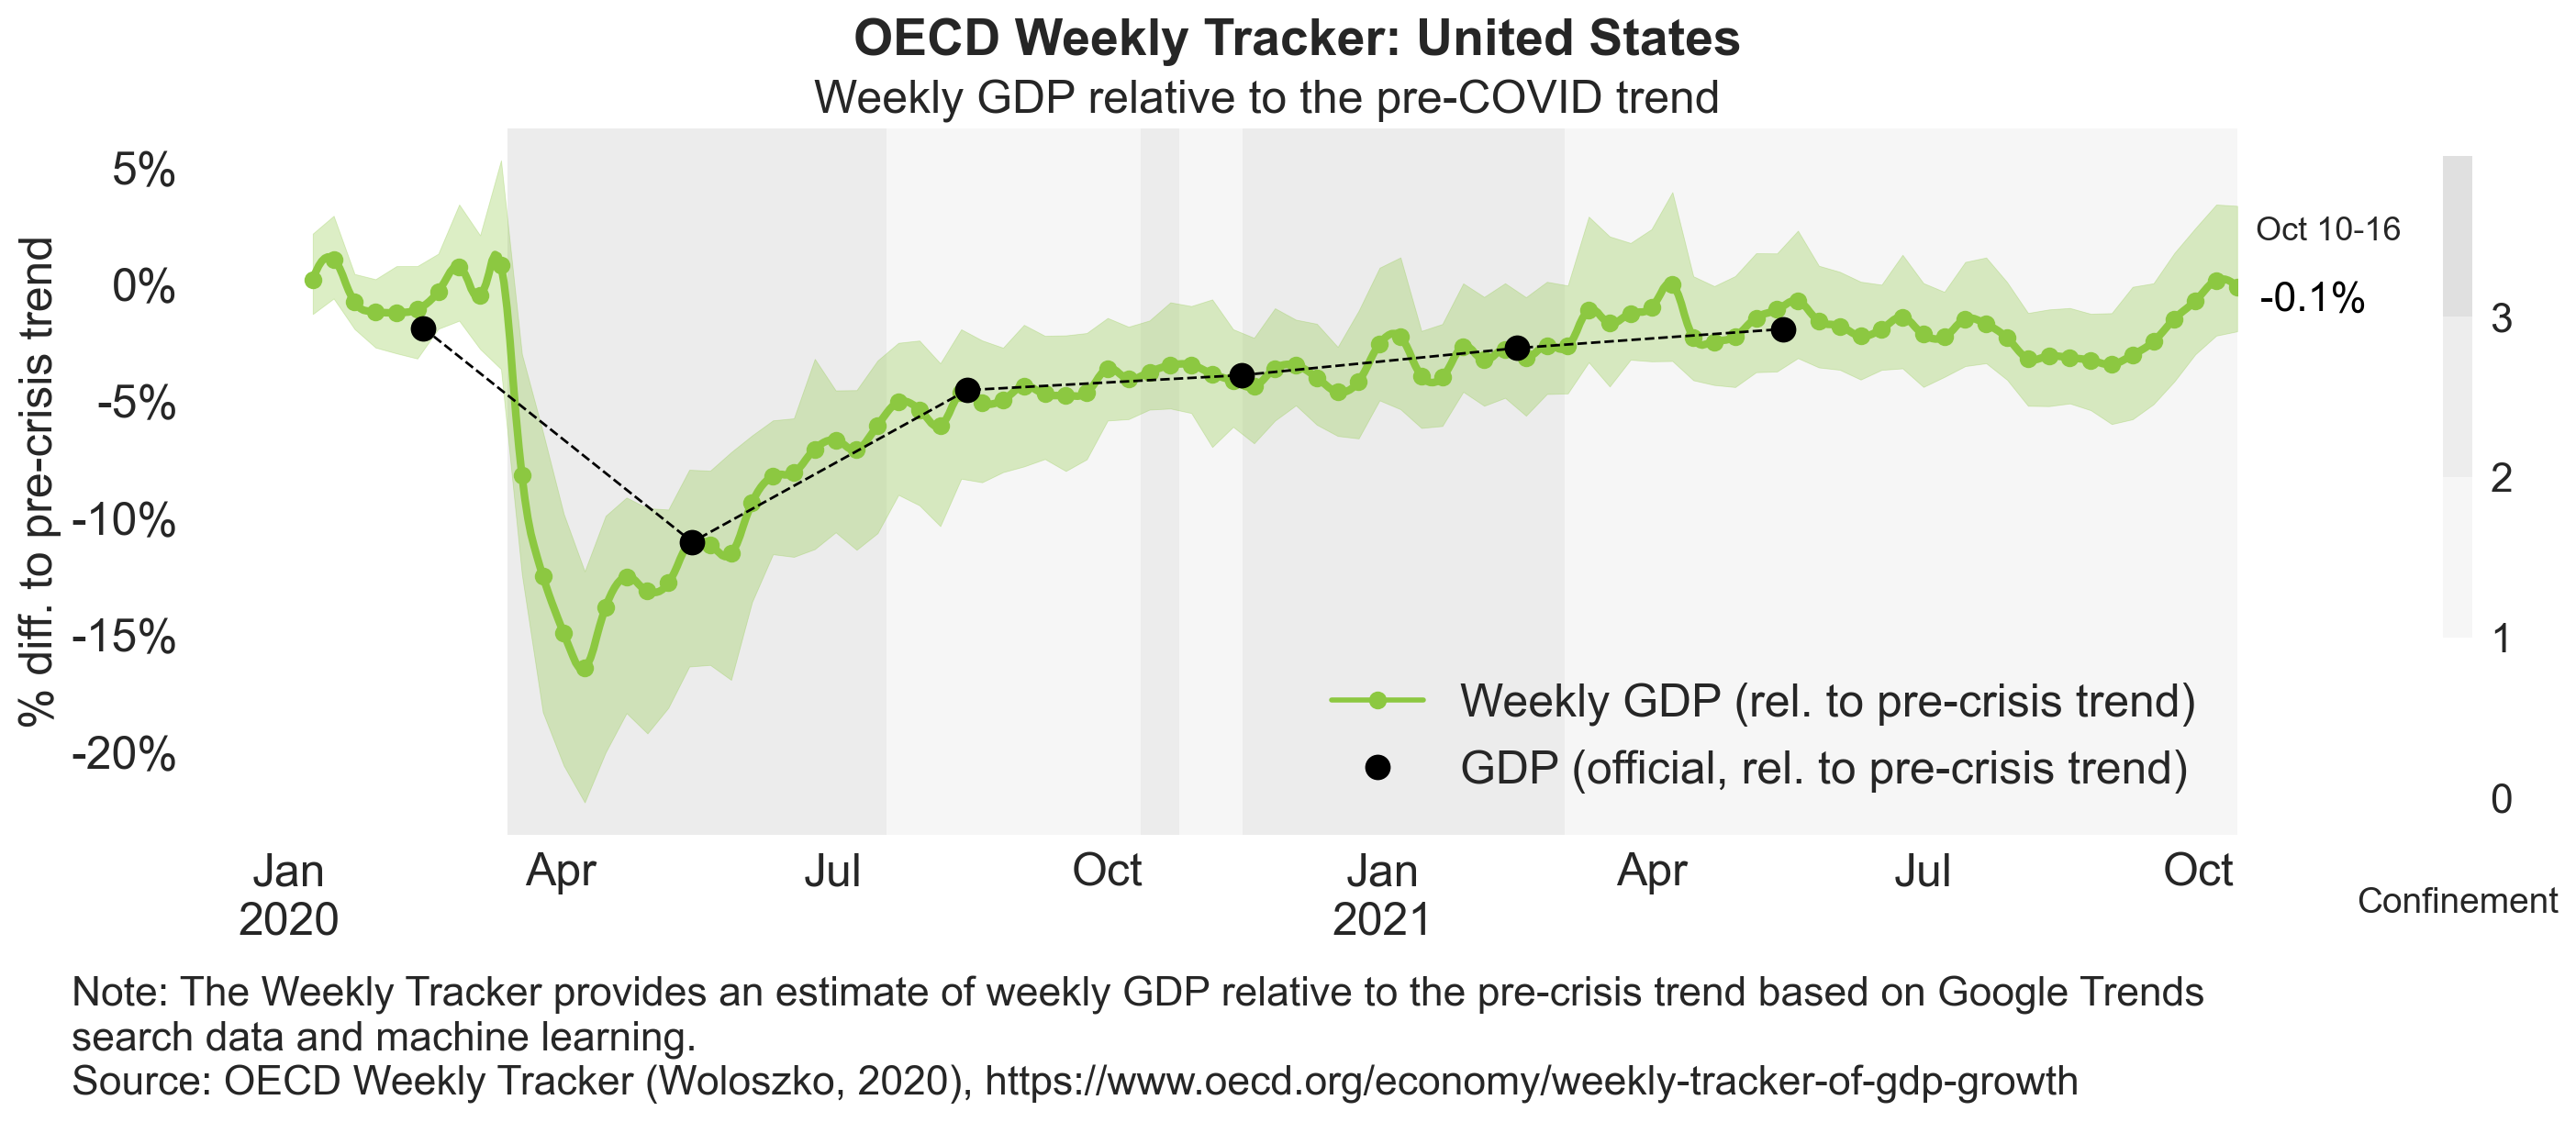 OECD Weekly Tracker: United States
Weekly GDP relative to the pre-COVID trend
% diff. to pre-crisis trend
5%
0%
-5%
-10%
-15%
-20%
Oct 10-16
-0.1%
3
2
1
0
Confinement
Weekly GDP (rel. to pre-crisis trend)
GDP (official, rel. to pre-crisis trend)
Jan Apr Jul Oct Jan Apr Jul Oct
2020 2021
Note: The Weekly Tracker provides an estimate of weekly GDP relative to the pre-crisis trend based on Google Trends
search data and machine learning.
Source: OECD Weekly Tracker (Woloszko, 2020), https://www.oecd.org/economy/weekly-tracker-of-gdp-growth